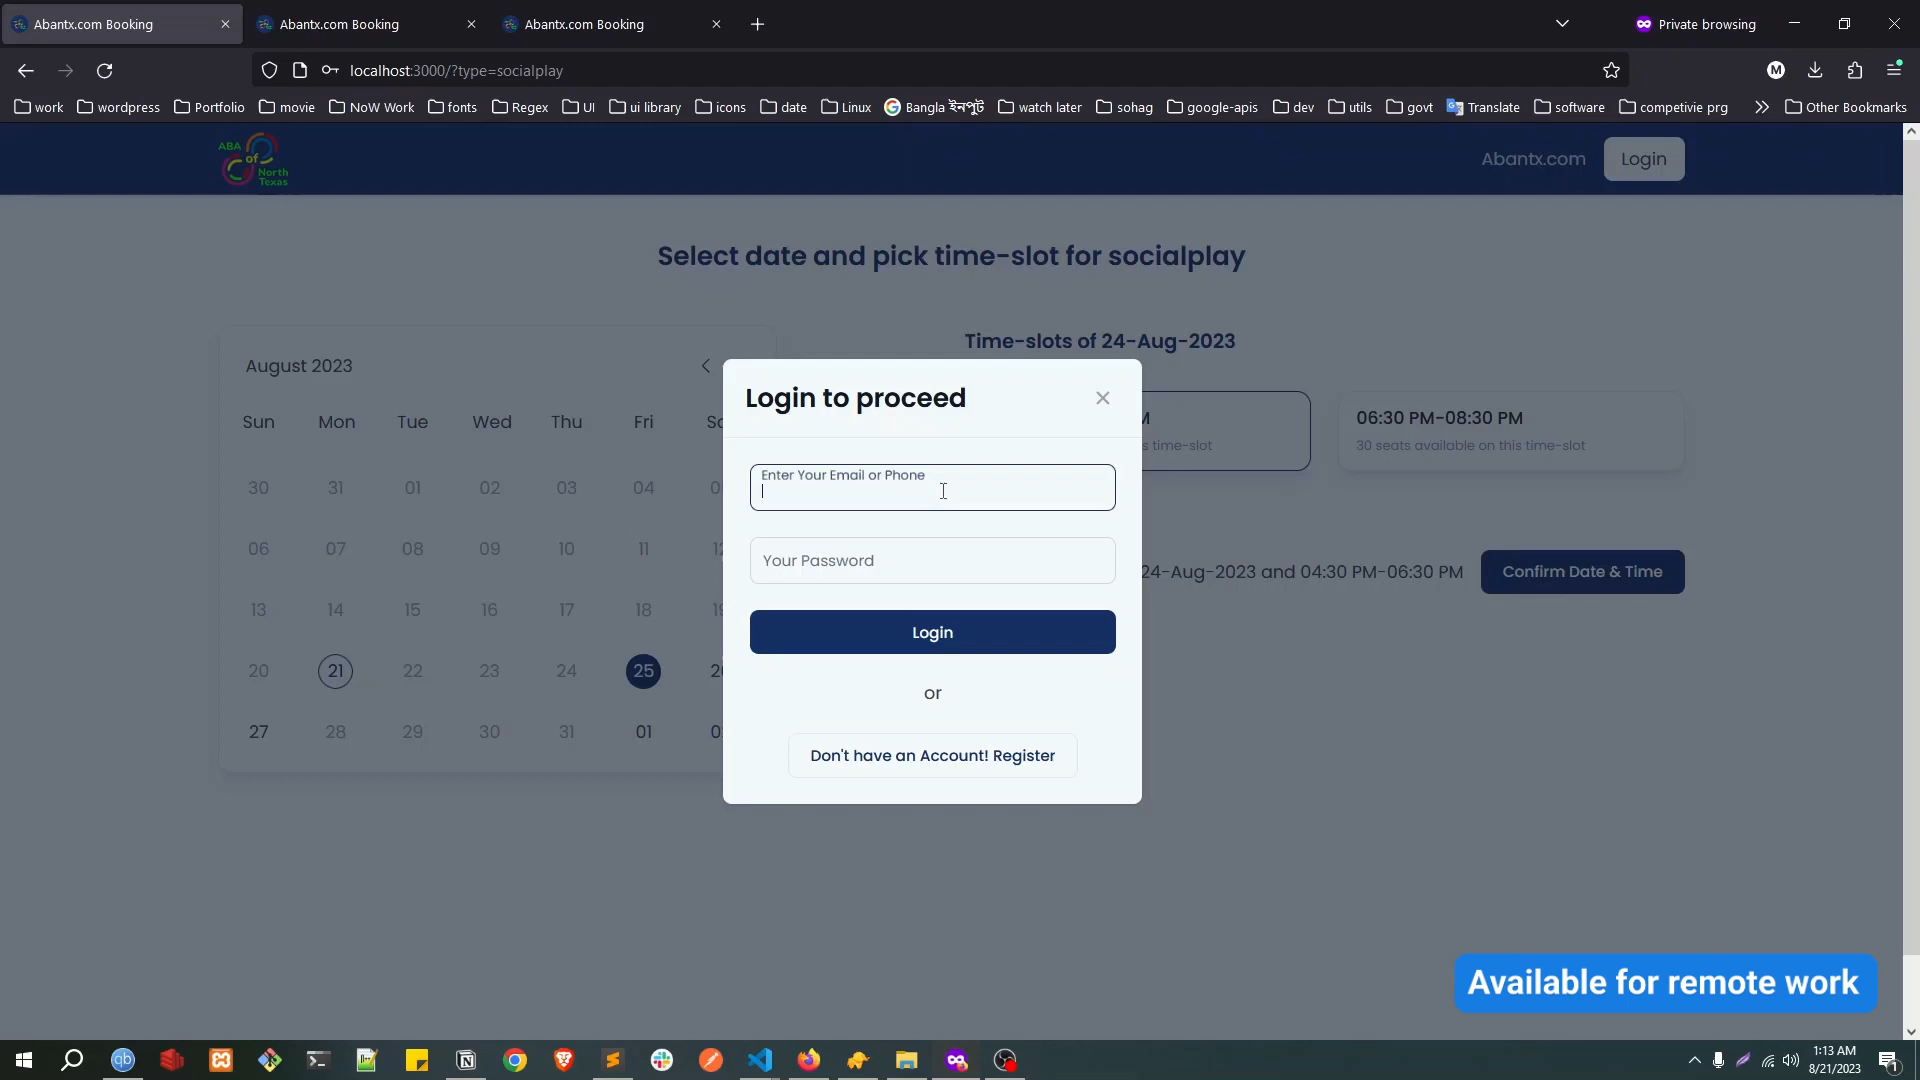 Abantx.com Booking
Abantx.com Booking
Abantx.com Booking
Private browsing
localhost:3000/?type=socialplay
M
work wordpress Portfolio movie NoW Work fonts Regex UI ui library icons date Linux Bangla ইনপুট watch later sohag google-apis dev utils govt Translate software competivie prg Other Bookmarks
ABA of North Texas
Abantx.com
Login
Select date and pick time-slot for socialplay
August 2023
Sun Mon Tue Wed Thu Fri
30 31 01 02 03 04
06 07 08 09 10 11
13 14 15 16 17 18
20 21 22 23 24 25
27 28 29 30 31 01
Time-slots of 24-Aug-2023
s time-slot
06:30 PM-08:30 PM
30 seats available on this time-slot
24-Aug-2023 and 04:30 PM-06:30 PM
Confirm Date & Time
Login to proceed
Enter Your Email or Phone
Your Password
Login
or
Don't have an Account! Register
Available for remote work
qb
1:13 AM
8/21/2023
1